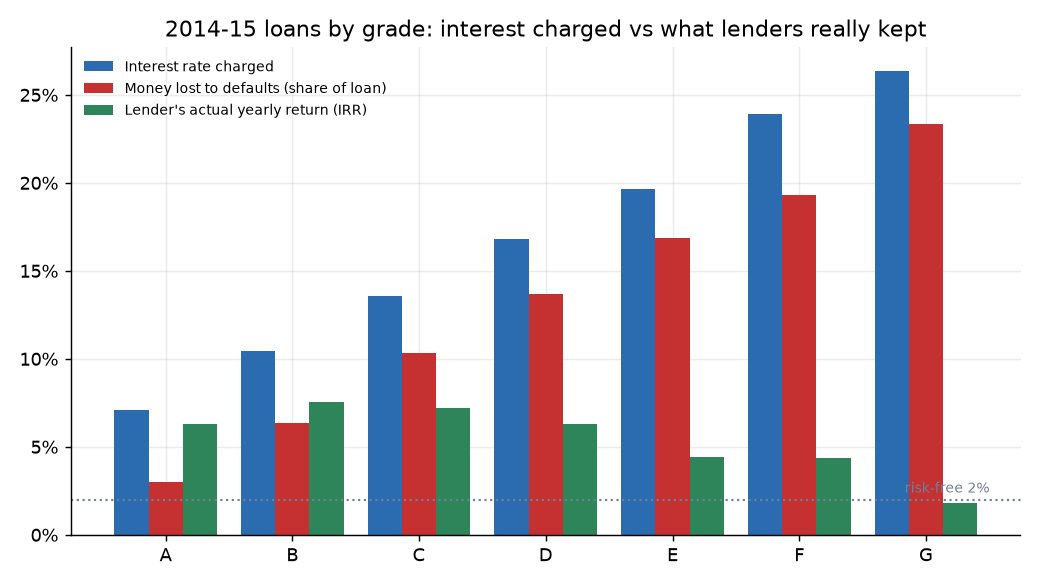 2014-15 loans by grade: interest charged vs what lenders really kept
Interest rate charged
Money lost to defaults (share of loan)
Lender's actual yearly return (IRR)
25%
20%
15%
10%
5%
0%
risk-free 2%
A B C D E F G